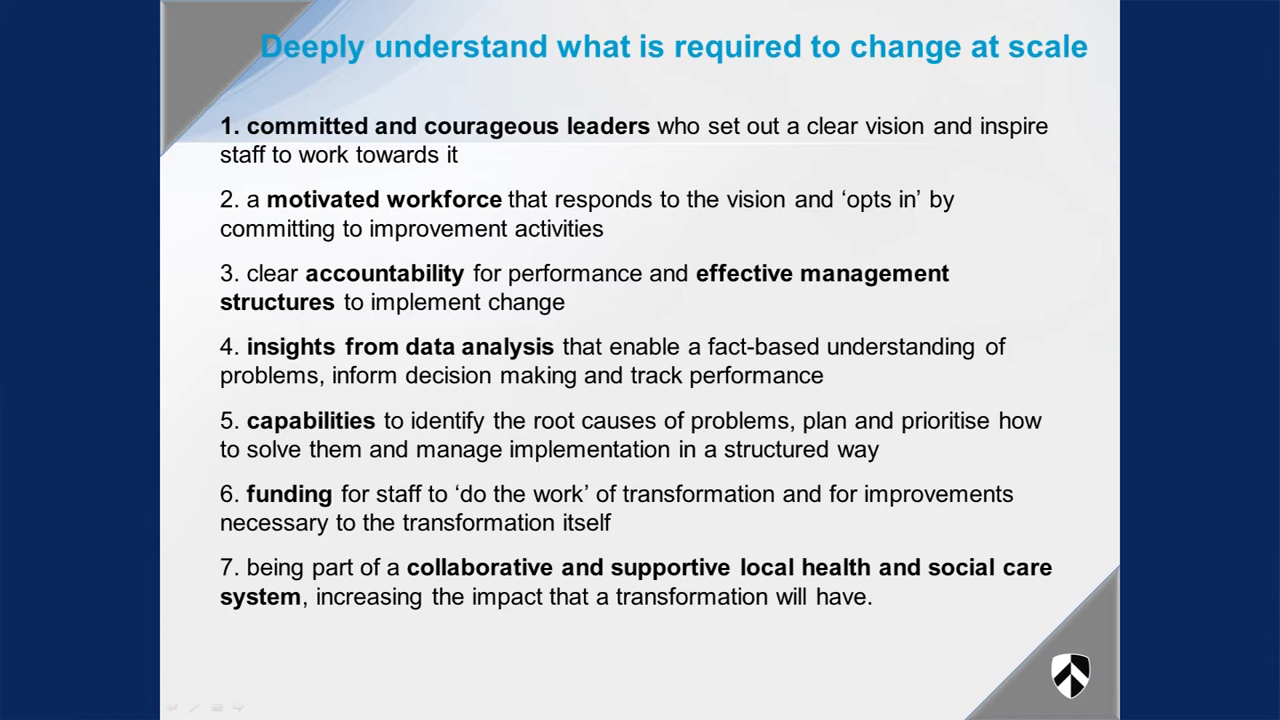 Deeply understand what is required to change at scale
1. committed and courageous leaders who set out a clear vision and inspire
staff to work towards it
2. a motivated workforce that responds to the vision and ‘opts in’ by
committing to improvement activities
3. clear accountability for performance and effective management
structures to implement change
4. insights from data analysis that enable a fact-based understanding of
problems, inform decision making and track performance
5. capabilities to identify the root causes of problems, plan and prioritise how
to solve them and manage implementation in a structured way
6. funding for staff to ‘do the work’ of transformation and for improvements
necessary to the transformation itself
7. being part of a collaborative and supportive local health and social care
system, increasing the impact that a transformation will have.